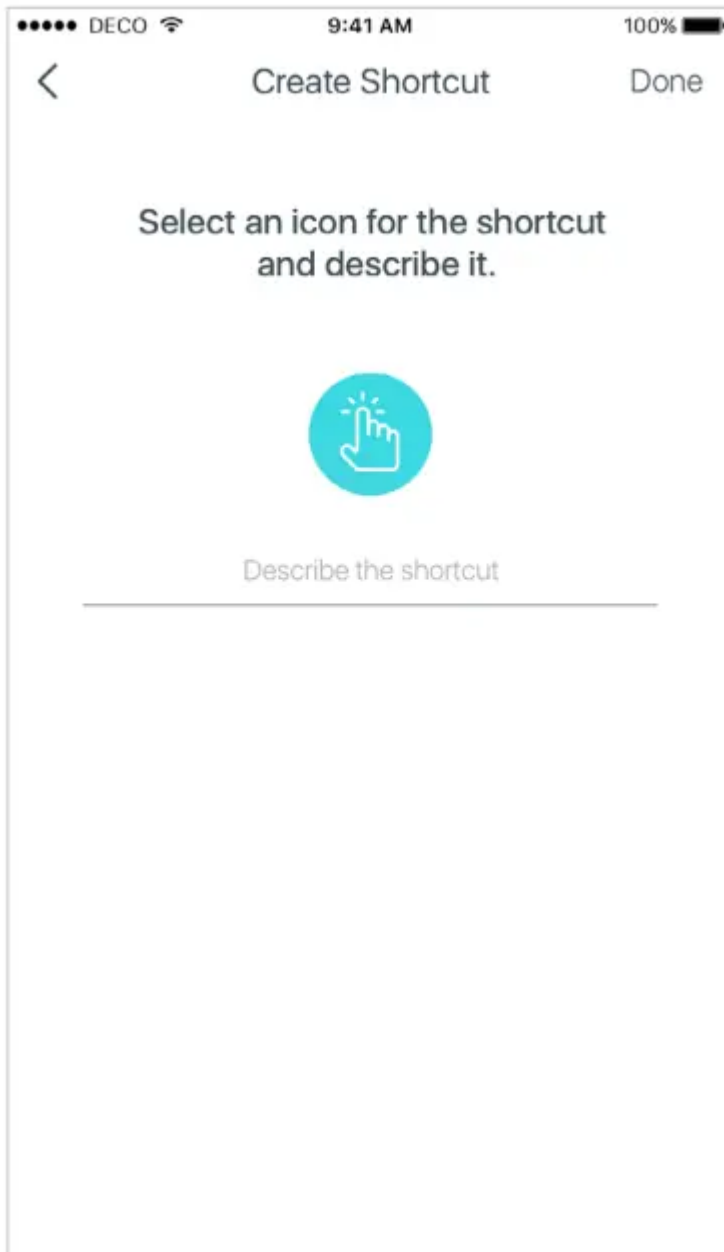 DECO 9:41 AM 100%
Create Shortcut Done
Select an icon for the shortcut
and describe it.
Describe the shortcut